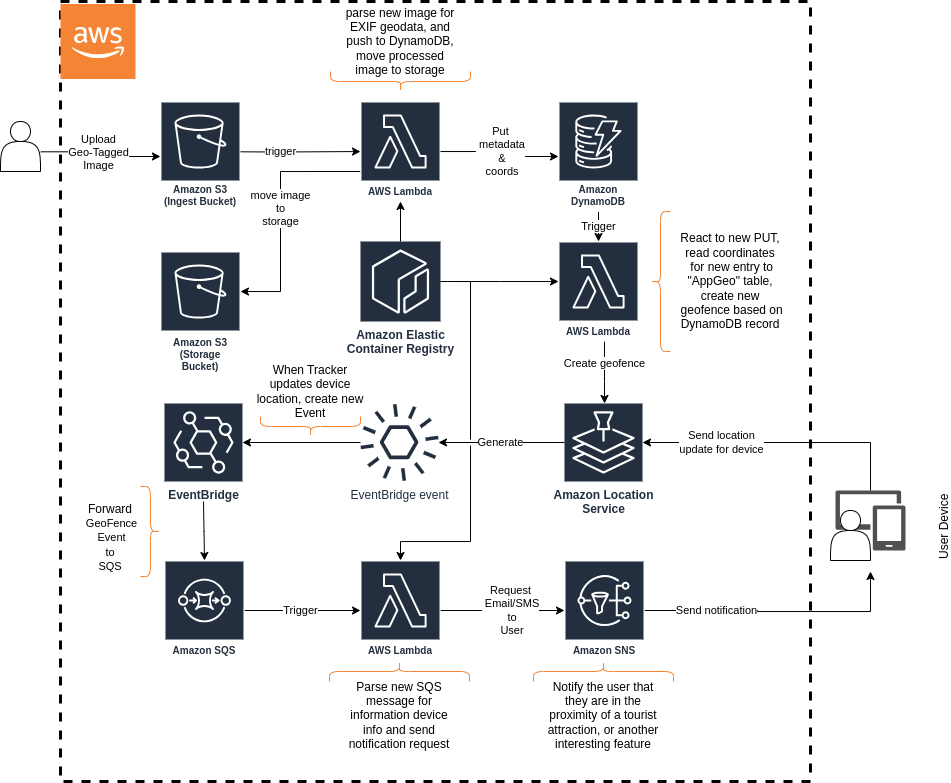 aws
parse new image for
EXIF geodata, and
push to DynamoDB,
move processed
image to storage
Upload
Geo-Tagged
Image
trigger
Put
metadata
&
coords
Amazon S3
(Ingest Bucket)
AWS Lambda
Amazon
DynamoDB
move image
to
storage
Trigger
React to new PUT,
read coordinates
for new entry to
"AppGeo" table,
create new
geofence based on
DynamoDB record
Amazon S3
(Storage
Bucket)
Amazon Elastic
Container Registry
AWS Lambda
Create geofence
When Tracker
updates device
location, create new
Event
Generate
Send location
update for device
EventBridge
EventBridge event
Amazon Location
Service
User Device
Forward
GeoFence
Event
to
SQS
Trigger
Request
Email/SMS
to
User
Send notification
Amazon SQS
AWS Lambda
Amazon SNS
Parse new SQS
message for
information device
info and send
notification request
Notify the user that
they are in the
proximity of a tourist
attraction, or another
interesting feature